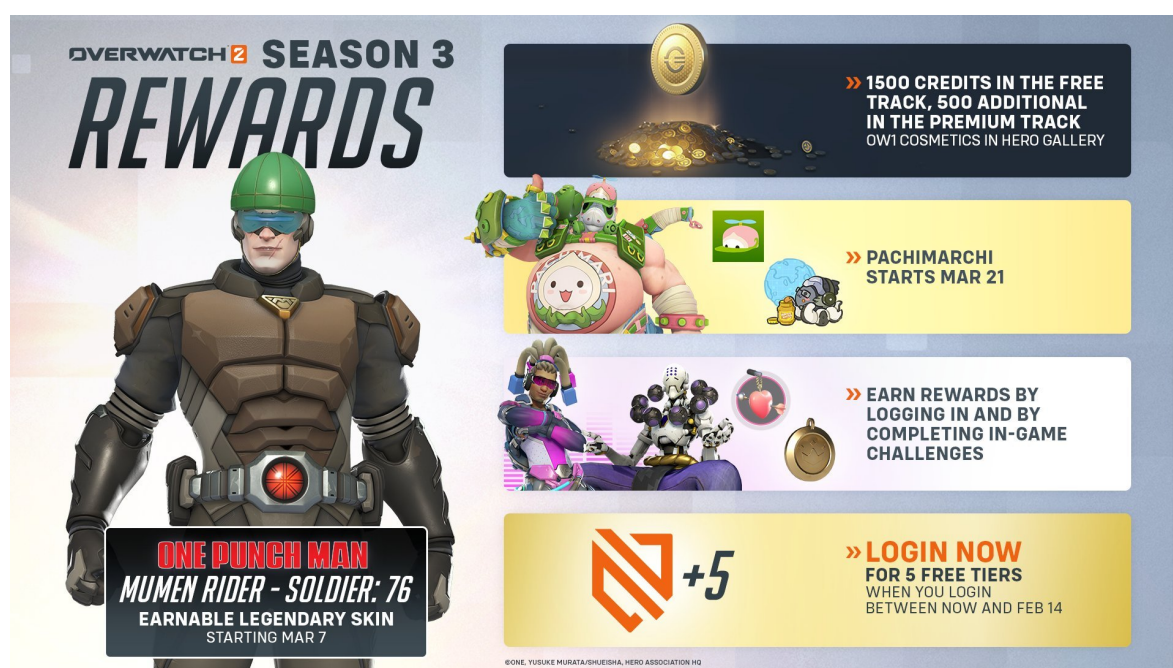 OVERWATCH 2 SEASON 3
REWARDS
ONE PUNCH MAN
MUMEN RIDER - SOLDIER: 76
EARNABLE LEGENDARY SKIN
STARTING MAR 7
» 1500 CREDITS IN THE FREE
TRACK, 500 ADDITIONAL
IN THE PREMIUM TRACK
OW1 COSMETICS IN HERO GALLERY
PACHIMARI
» PACHIMARCHI
STARTS MAR 21
» EARN REWARDS BY
LOGGING IN AND BY
COMPLETING IN-GAME
CHALLENGES
+5
» LOGIN NOW
FOR 5 FREE TIERS
WHEN YOU LOGIN
BETWEEN NOW AND FEB 14
©ONE, YUSUKE MURATA/SHUEISHA, HERO ASSOCIATION HQ